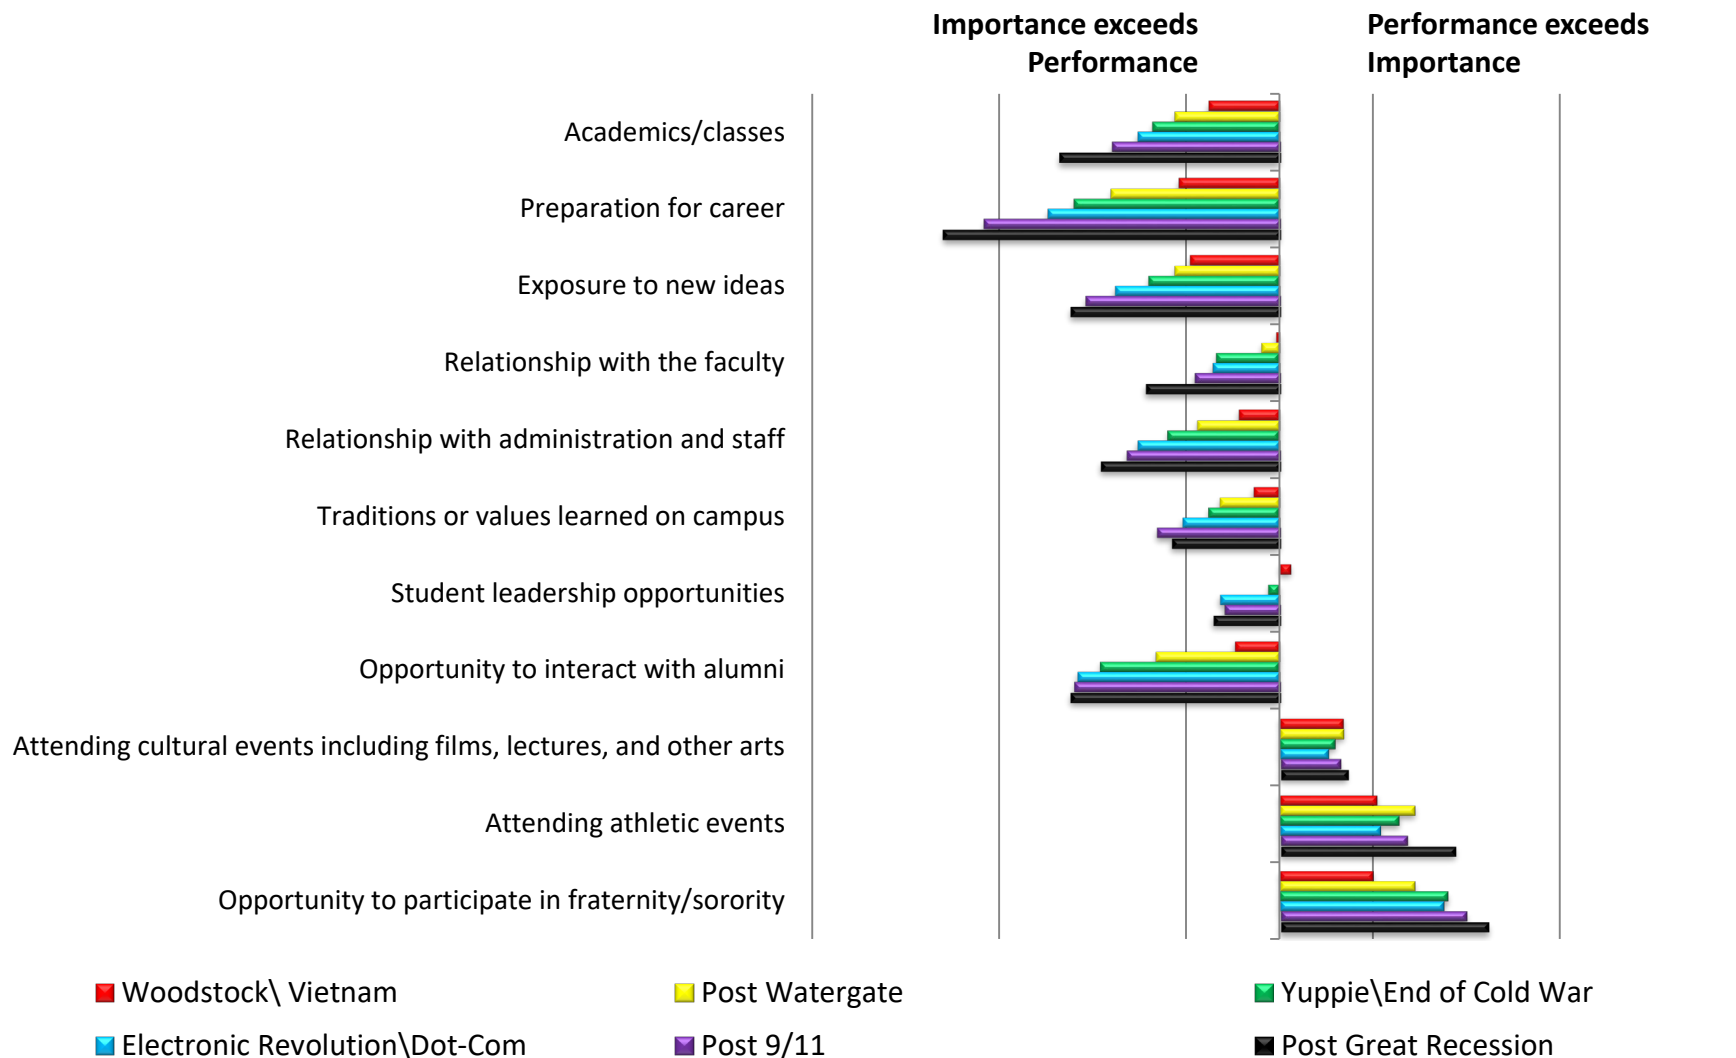 Importance exceeds
Performance
Performance exceeds
Importance
Academics/classes
Preparation for career
Exposure to new ideas
Relationship with the faculty
Relationship with administration and staff
Traditions or values learned on campus
Student leadership opportunities
Opportunity to interact with alumni
Attending cultural events including films, lectures, and other arts
Attending athletic events
Opportunity to participate in fraternity/sorority
Woodstock\ Vietnam
Post Watergate
Yuppie\End of Cold War
Electronic Revolution\Dot-Com
Post 9/11
Post Great Recession